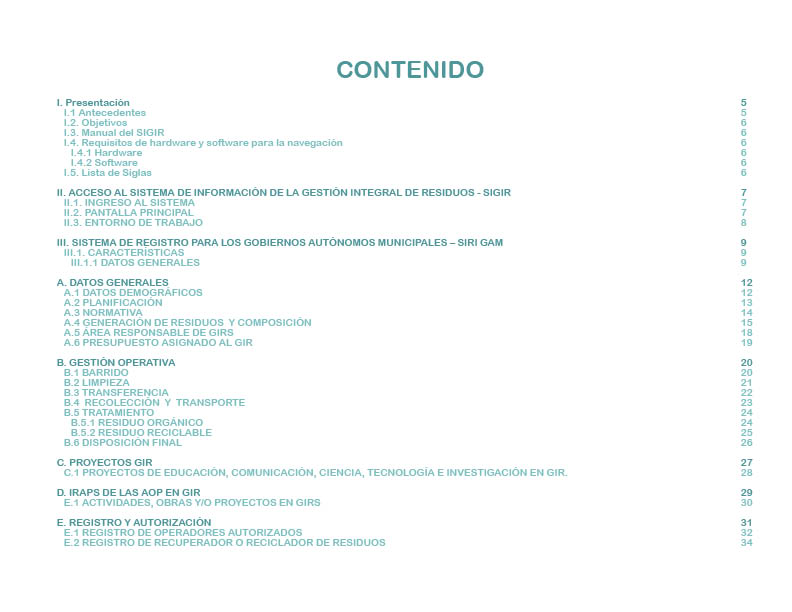 CONTENIDO
I. Presentación 5
I.1 Antecedentes 5
I.2. Objetivos 6
I.3. Manual del SIGIR 6
I.4. Requisitos de hardware y software para la navegación 6
I.4.1 Hardware 6
I.4.2 Software 6
I.5. Lista de Siglas 6
II. ACCESO AL SISTEMA DE INFORMACIÓN DE LA GESTIÓN INTEGRAL DE RESIDUOS - SIGIR 7
II.1. INGRESO AL SISTEMA 7
II.2. PANTALLA PRINCIPAL 7
II.3. ENTORNO DE TRABAJO 8
III. SISTEMA DE REGISTRO PARA LOS GOBIERNOS AUTÓNOMOS MUNICIPALES – SIRI GAM 9
III.1. CARACTERÍSTICAS 9
III.1.1 DATOS GENERALES 9
A. DATOS GENERALES 12
A.1 DATOS DEMOGRÁFICOS 12
A.2 PLANIFICACIÓN 13
A.3 NORMATIVA 14
A.4 GENERACIÓN DE RESIDUOS Y COMPOSICIÓN 15
A.5 ÁREA RESPONSABLE DE GIRS 18
A.6 PRESUPUESTO ASIGNADO AL GIR 19
B. GESTIÓN OPERATIVA 20
B.1 BARRIDO 20
B.2 LIMPIEZA 21
B.3 TRANSFERENCIA 22
B.4 RECOLECCIÓN Y TRANSPORTE 23
B.5 TRATAMIENTO 24
B.5.1 RESIDUO ORGÁNICO 24
B.5.2 RESIDUO RECICLABLE 25
B.6 DISPOSICIÓN FINAL 26
C. PROYECTOS GIR 27
C.1 PROYECTOS DE EDUCACIÓN, COMUNICACIÓN, CIENCIA, TECNOLOGÍA E INVESTIGACIÓN EN GIR. 28
D. IRAPS DE LAS AOP EN GIR 29
E.1 ACTIVIDADES, OBRAS Y/O PROYECTOS EN GIRS 30
E. REGISTRO Y AUTORIZACIÓN 31
E.1 REGISTRO DE OPERADORES AUTORIZADOS 32
E.2 REGISTRO DE RECUPERADOR O RECICLADOR DE RESIDUOS 34